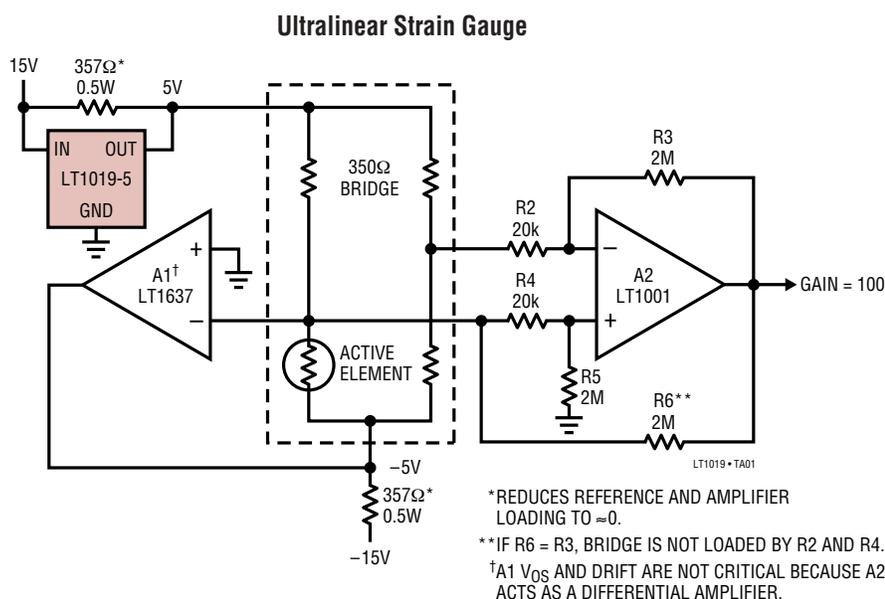 Ultralinear Strain Gauge
15V
357Ω*
0.5W
5V
IN OUT
LT1019-5
GND
350Ω
BRIDGE
R3
2M
R2
20k
+
A1†
LT1637
–
–
A2
LT1001
+
GAIN = 100
R4
20k
ACTIVE
ELEMENT
R5
2M
R6**
2M
LT1019 • TA01
–5V
357Ω*
0.5W
–15V
*REDUCES REFERENCE AND AMPLIFIER
LOADING TO ≈0.
**IF R6 = R3, BRIDGE IS NOT LOADED BY R2 AND R4.
†A1 VOS AND DRIFT ARE NOT CRITICAL BECAUSE A2
ACTS AS A DIFFERENTIAL AMPLIFIER.